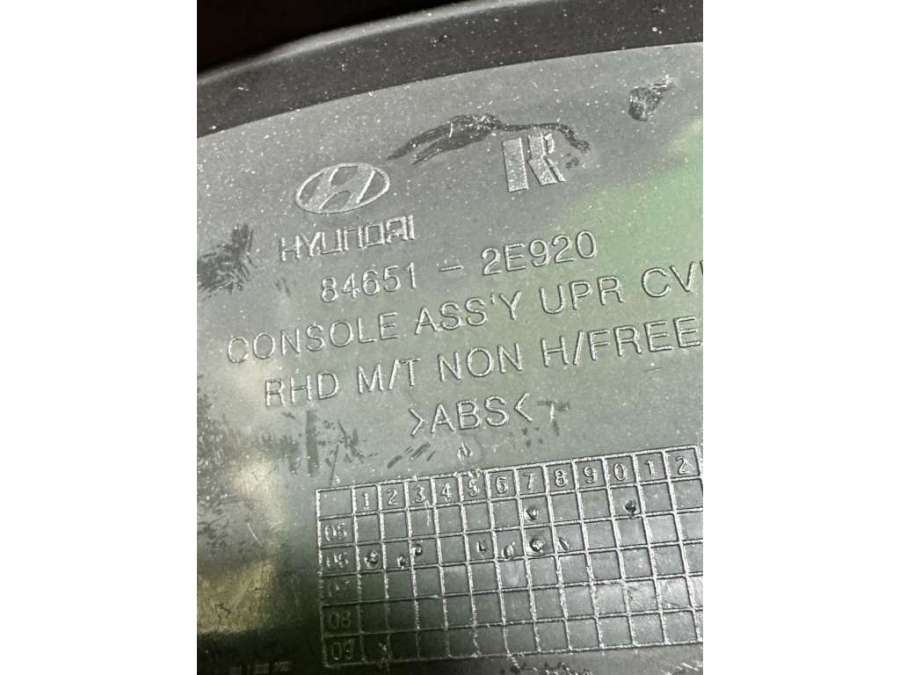 HYUNDAI
84651 - 2E920
CONSOLE ASS'Y UPR CV
RHD M/T NON H/FREE
>ABS<
1 2 3 4 5 6 7 8 9 0 1 2
05
06
07
08
09